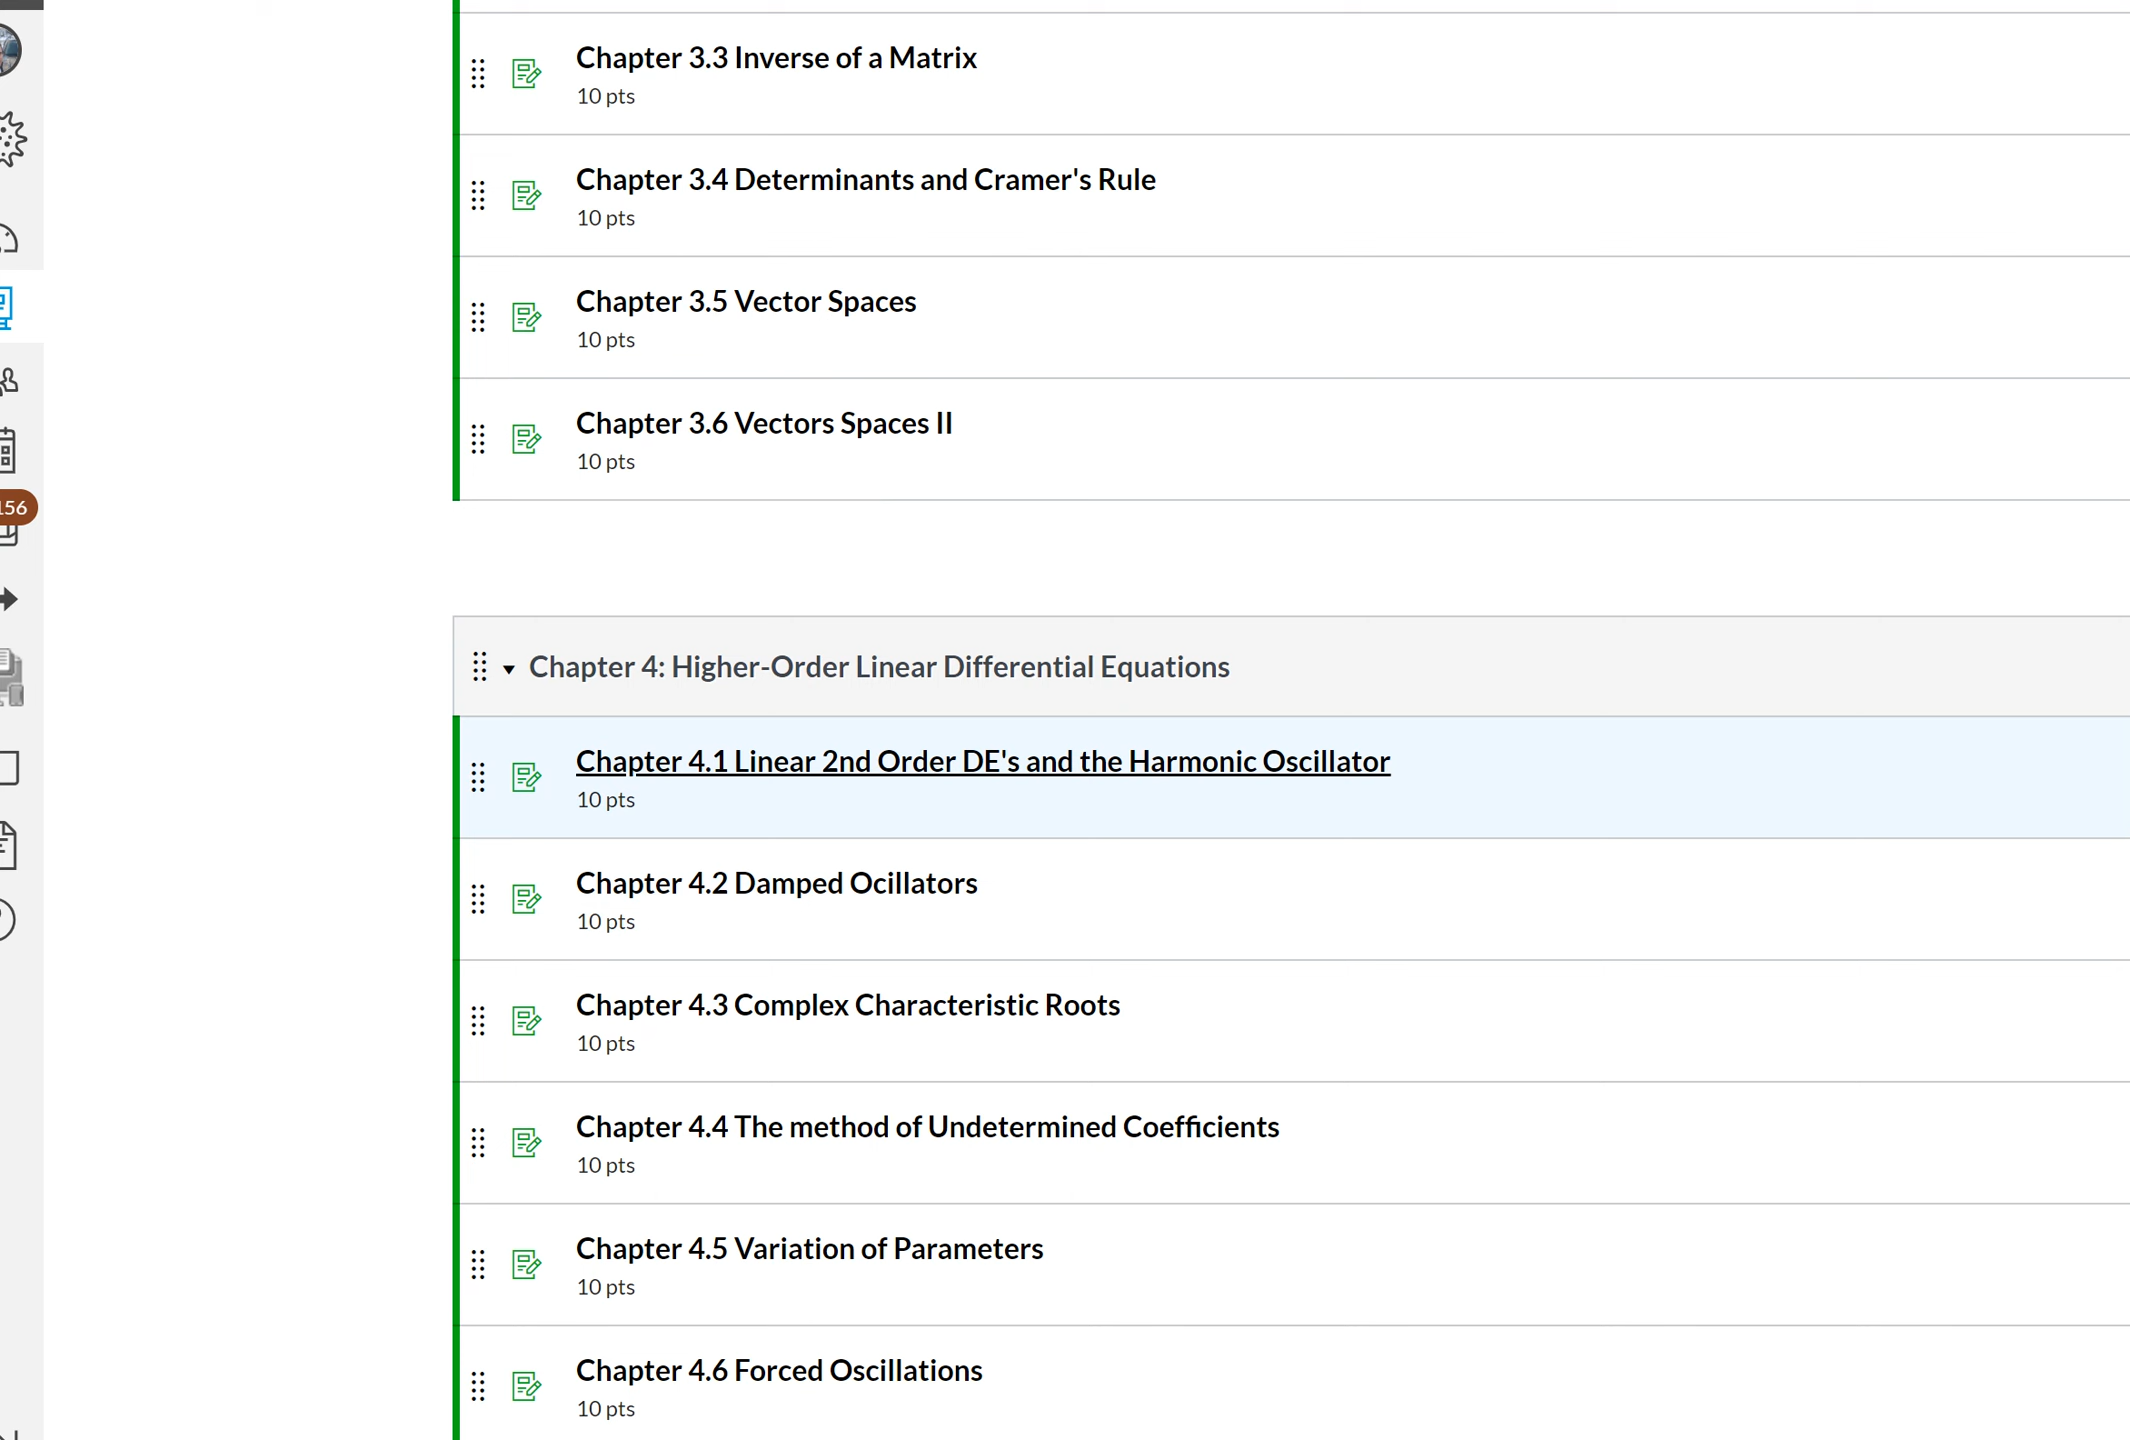 Chapter 3.3 Inverse of a Matrix
10 pts
Chapter 3.4 Determinants and Cramer's Rule
10 pts
Chapter 3.5 Vector Spaces
10 pts
Chapter 3.6 Vectors Spaces II
10 pts
156
Chapter 4: Higher-Order Linear Differential Equations
Chapter 4.1 Linear 2nd Order DE's and the Harmonic Oscillator
10 pts
Chapter 4.2 Damped Ocillators
10 pts
Chapter 4.3 Complex Characteristic Roots
10 pts
Chapter 4.4 The method of Undetermined Coefficients
10 pts
Chapter 4.5 Variation of Parameters
10 pts
Chapter 4.6 Forced Oscillations
10 pts